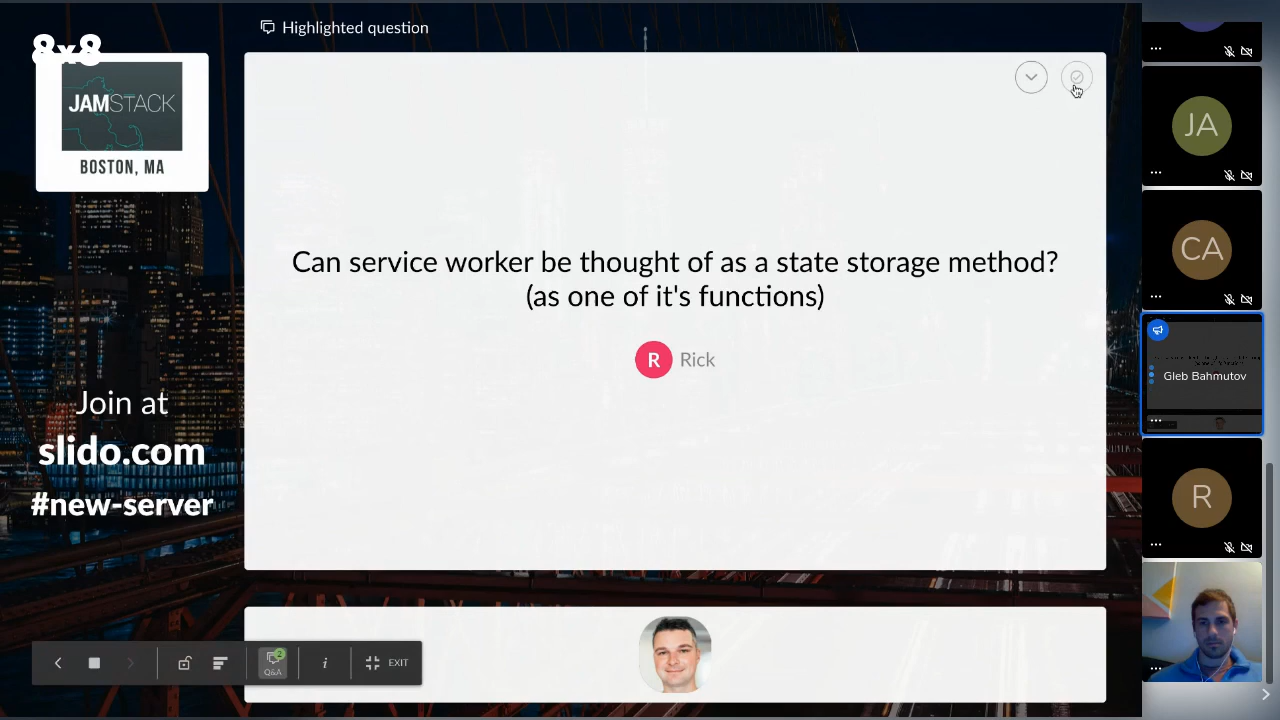 Highlighted question
8x8
JAMSTACK
BOSTON, MA
Can service worker be thought of as a state storage method?
(as one of it's functions)
R Rick
Join at
slido.com
#new-server
Q&A
2
i
EXIT
JA
CA
Gleb Bahmutov
R